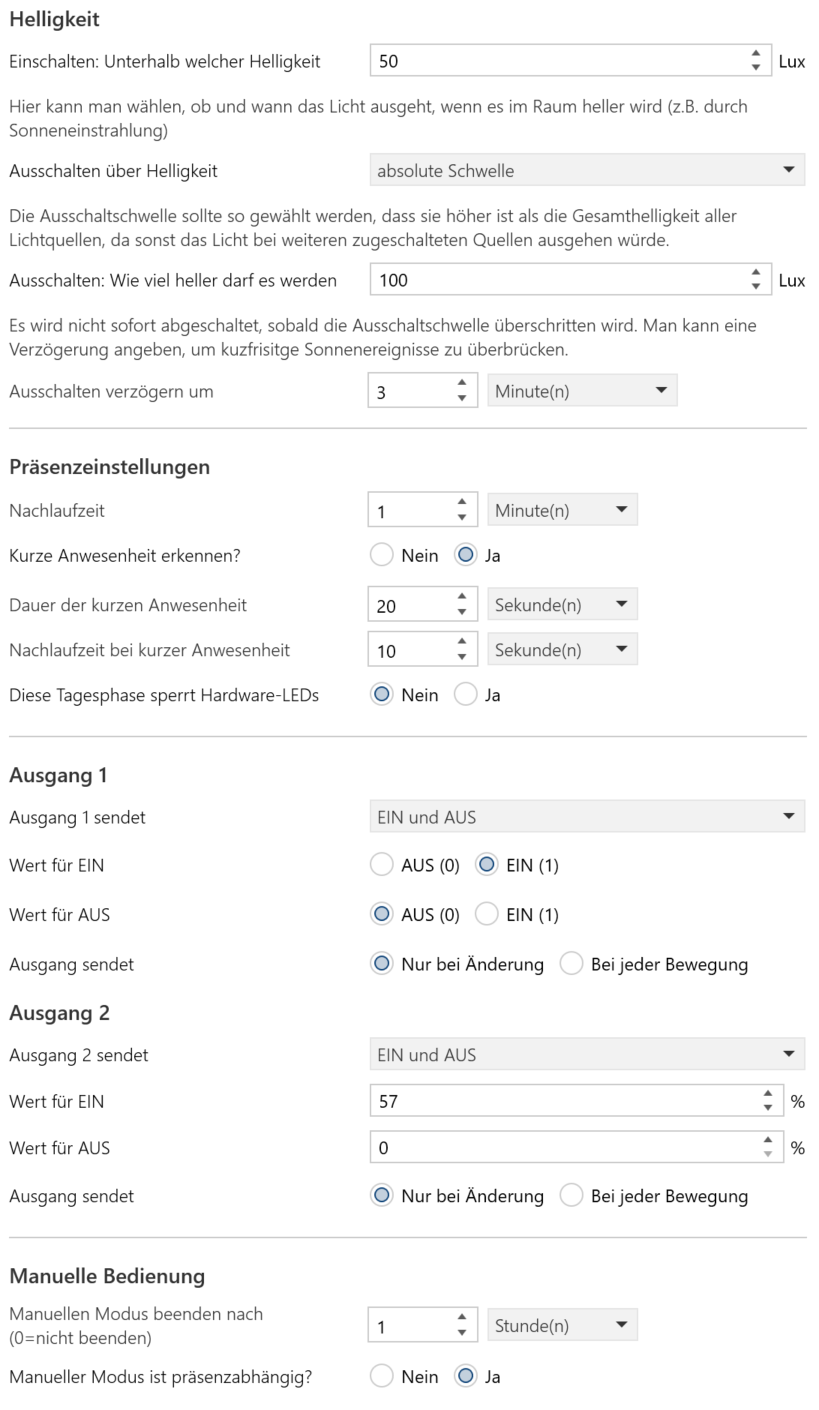 Helligkeit
Einschalten: Unterhalb welcher Helligkeit 50 Lux
Hier kann man wählen, ob und wann das Licht ausgeht, wenn es im Raum heller wird (z.B. durch
Sonneneinstrahlung)
Ausschalten über Helligkeit absolute Schwelle
Die Ausschaltschwelle sollte so gewählt werden, dass sie höher ist als die Gesamthelligkeit aller
Lichtquellen, da sonst das Licht bei weiteren zugeschalteten Quellen ausgehen würde.
Ausschalten: Wie viel heller darf es werden 100 Lux
Es wird nicht sofort abgeschaltet, sobald die Ausschaltschwelle überschritten wird. Man kann eine
Verzögerung angeben, um kuzfrisitge Sonnenereignisse zu überbrücken.
Ausschalten verzögern um 3 Minute(n)
Präsenzeinstellungen
Nachlaufzeit 1 Minute(n)
Kurze Anwesenheit erkennen? Nein Ja
Dauer der kurzen Anwesenheit 20 Sekunde(n)
Nachlaufzeit bei kurzer Anwesenheit 10 Sekunde(n)
Diese Tagesphase sperrt Hardware-LEDs Nein Ja
Ausgang 1
Ausgang 1 sendet EIN und AUS
Wert für EIN AUS (0) EIN (1)
Wert für AUS AUS (0) EIN (1)
Ausgang sendet Nur bei Änderung Bei jeder Bewegung
Ausgang 2
Ausgang 2 sendet EIN und AUS
Wert für EIN 57 %
Wert für AUS 0 %
Ausgang sendet Nur bei Änderung Bei jeder Bewegung
Manuelle Bedienung
Manuellen Modus beenden nach
(0=nicht beenden) 1 Stunde(n)
Manueller Modus ist präsenzabhängig? Nein Ja